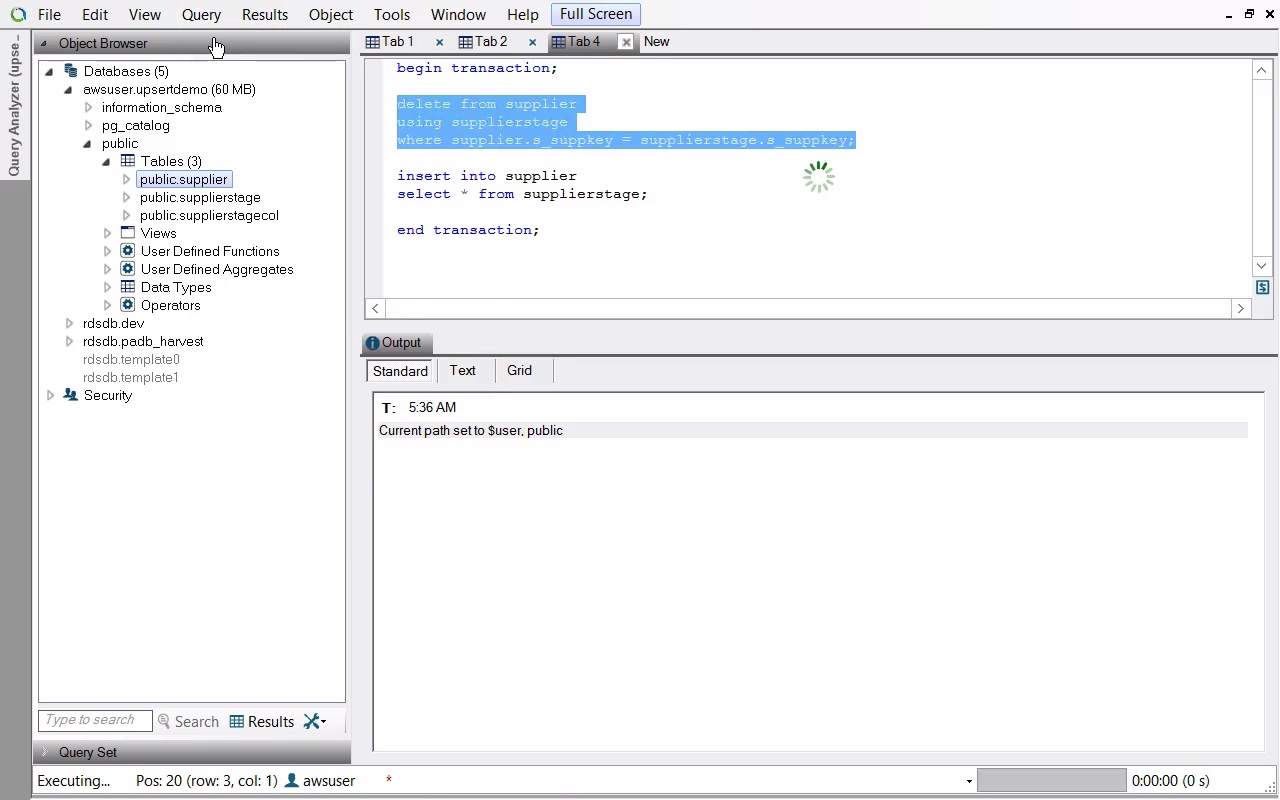 File Edit View Query Results Object Tools Window Help Full Screen
Query Analyzer (upse...
Object Browser
Databases (5)
awsuser.upsertdemo (60 MB)
information_schema
pg_catalog
public
Tables (3)
public.supplier
public.supplierstage
public.supplierstagecol
Views
User Defined Functions
User Defined Aggregates
Data Types
Operators
rdsdb.dev
rdsdb.padb_harvest
rdsdb.template0
rdsdb.template1
Security
Type to search Search Results
Query Set
Tab 1 Tab 2 Tab 4 New
begin transaction;
delete from supplier
using supplierstage
where supplier.s_suppkey = supplierstage.s_suppkey;
insert into supplier
select * from supplierstage;
end transaction;
Output
Standard Text Grid
T: 5:36 AM
Current path set to $user, public
Executing... Pos: 20 (row: 3, col: 1) awsuser * 0:00:00 (0 s)